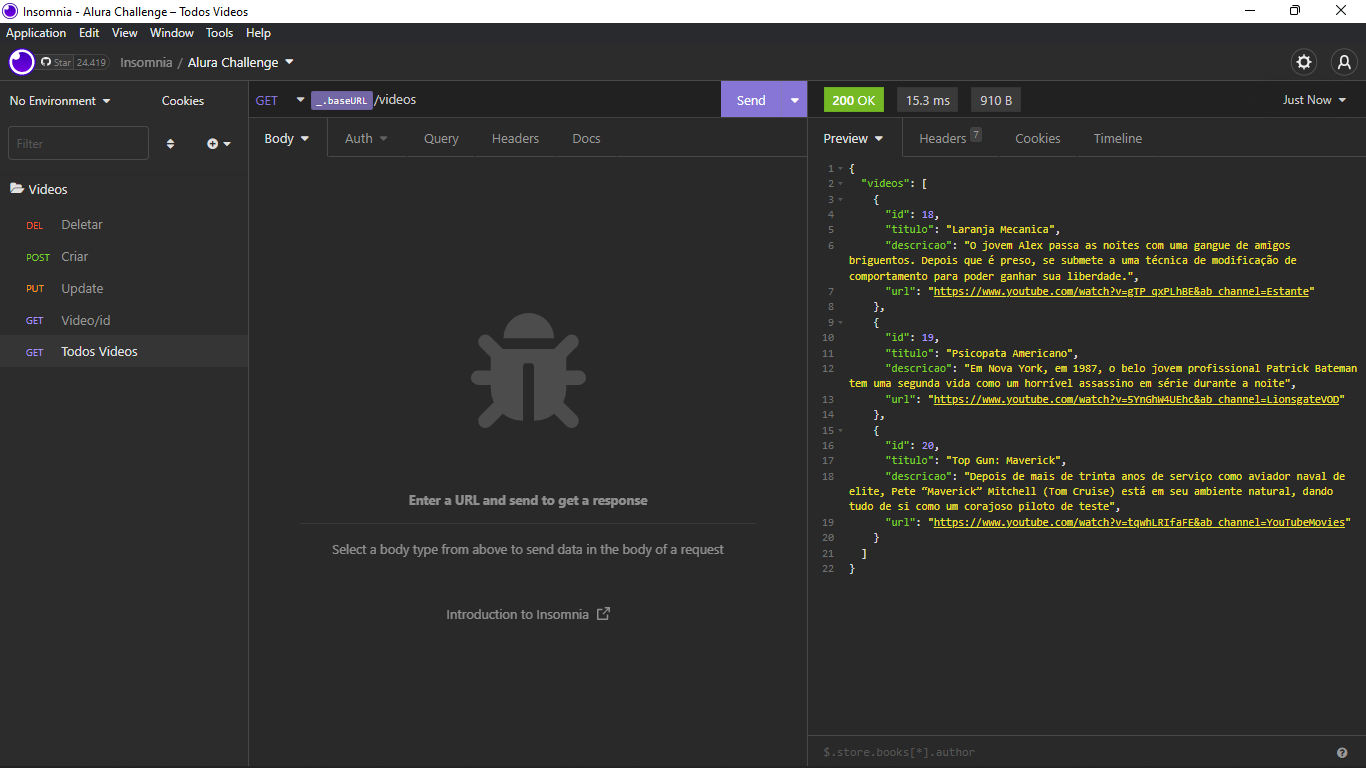 Insomnia - Alura Challenge – Todos Videos
Application Edit View Window Tools Help
Star 24.419 Insomnia / Alura Challenge
No Environment Cookies
Filter
Videos
DEL Deletar
POST Criar
PUT Update
GET Video/id
GET Todos Videos
GET _.baseURL /videos Send
Body Auth Query Headers Docs
Enter a URL and send to get a response
Select a body type from above to send data in the body of a request
Introduction to Insomnia
200 OK 15.3 ms 910 B Just Now
Preview Headers 7 Cookies Timeline
1 {
2 "videos": [
3 {
4 "id": 18,
5 "titulo": "Laranja Mecanica",
6 "descricao": "O jovem Alex passa as noites com uma gangue de amigos
briguentos. Depois que é preso, se submete a uma técnica de modificação de
comportamento para poder ganhar sua liberdade.",
7 "url": "https://www.youtube.com/watch?v=gTP_qxPLhBE&ab_channel=Estante"
8 },
9 {
10 "id": 19,
11 "titulo": "Psicopata Americano",
12 "descricao": "Em Nova York, em 1987, o belo jovem profissional Patrick Bateman
tem uma segunda vida como um horrível assassino em série durante a noite",
13 "url": "https://www.youtube.com/watch?v=5YnGhW4UEhc&ab_channel=LionsgateVOD"
14 },
15 {
16 "id": 20,
17 "titulo": "Top Gun: Maverick",
18 "descricao": "Depois de mais de trinta anos de serviço como aviador naval de
elite, Pete “Maverick” Mitchell (Tom Cruise) está em seu ambiente natural, dando
tudo de si como um corajoso piloto de teste",
19 "url": "https://www.youtube.com/watch?v=tqwhLRIfaFE&ab_channel=YouTubeMovies"
20 }
21 ]
22 }
$.store.books[*].author